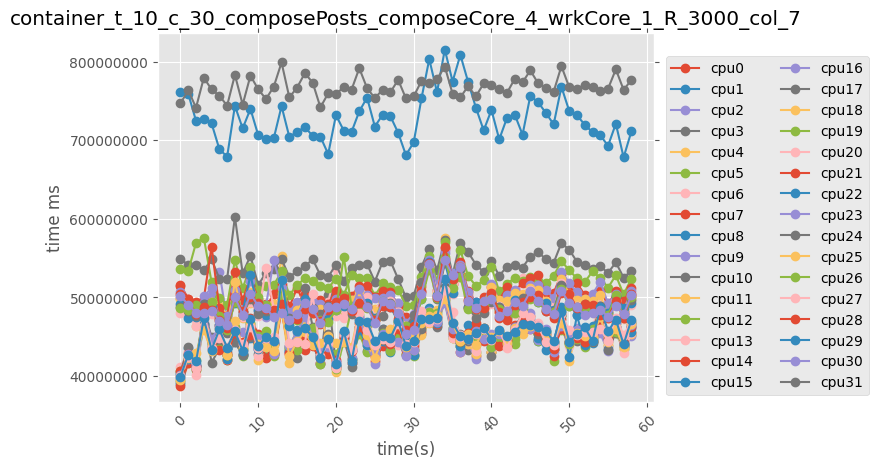 container_t_10_c_30_composePosts_composeCore_4_wrkCore_1_R_3000_col_7
800000000
700000000
600000000
500000000
400000000
time ms
0
10
20
30
40
50
60
time(s)
cpu0
cpu1
cpu2
cpu3
cpu4
cpu5
cpu6
cpu7
cpu8
cpu9
cpu10
cpu11
cpu12
cpu13
cpu14
cpu15
cpu16
cpu17
cpu18
cpu19
cpu20
cpu21
cpu22
cpu23
cpu24
cpu25
cpu26
cpu27
cpu28
cpu29
cpu30
cpu31